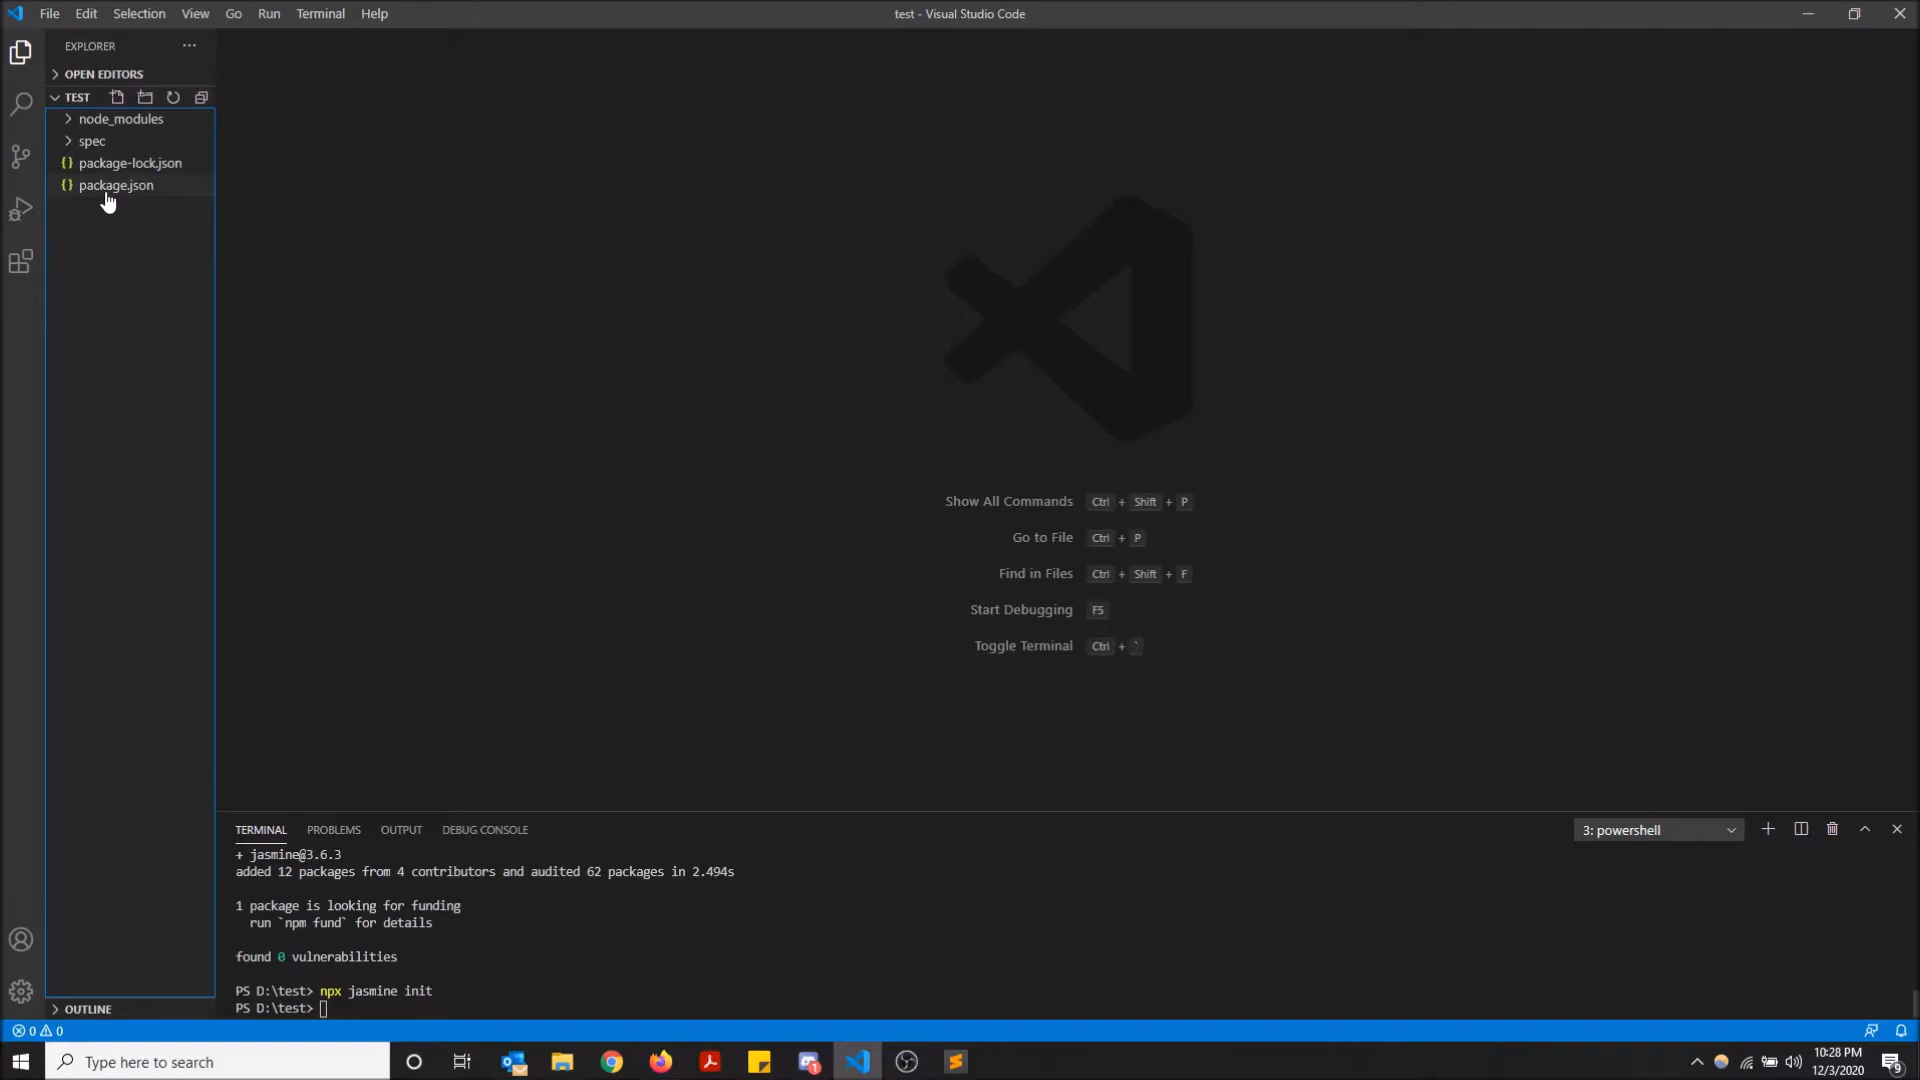 File Edit Selection View Go Run Terminal Help
test - Visual Studio Code
EXPLORER
OPEN EDITORS
TEST
node_modules
spec
{} package-lock.json
{} package.json
OUTLINE
Show All Commands Ctrl + Shift + P
Go to File Ctrl + P
Find in Files Ctrl + Shift + F
Start Debugging F5
Toggle Terminal Ctrl + `
TERMINAL PROBLEMS OUTPUT DEBUG CONSOLE
3: powershell
+ jasmine@3.6.3
added 12 packages from 4 contributors and audited 62 packages in 2.494s
1 package is looking for funding
run `npm fund` for details
found 0 vulnerabilities
PS D:\test> npx jasmine init
PS D:\test>
0 0
Type here to search
1
10:28 PM
12/3/2020
9